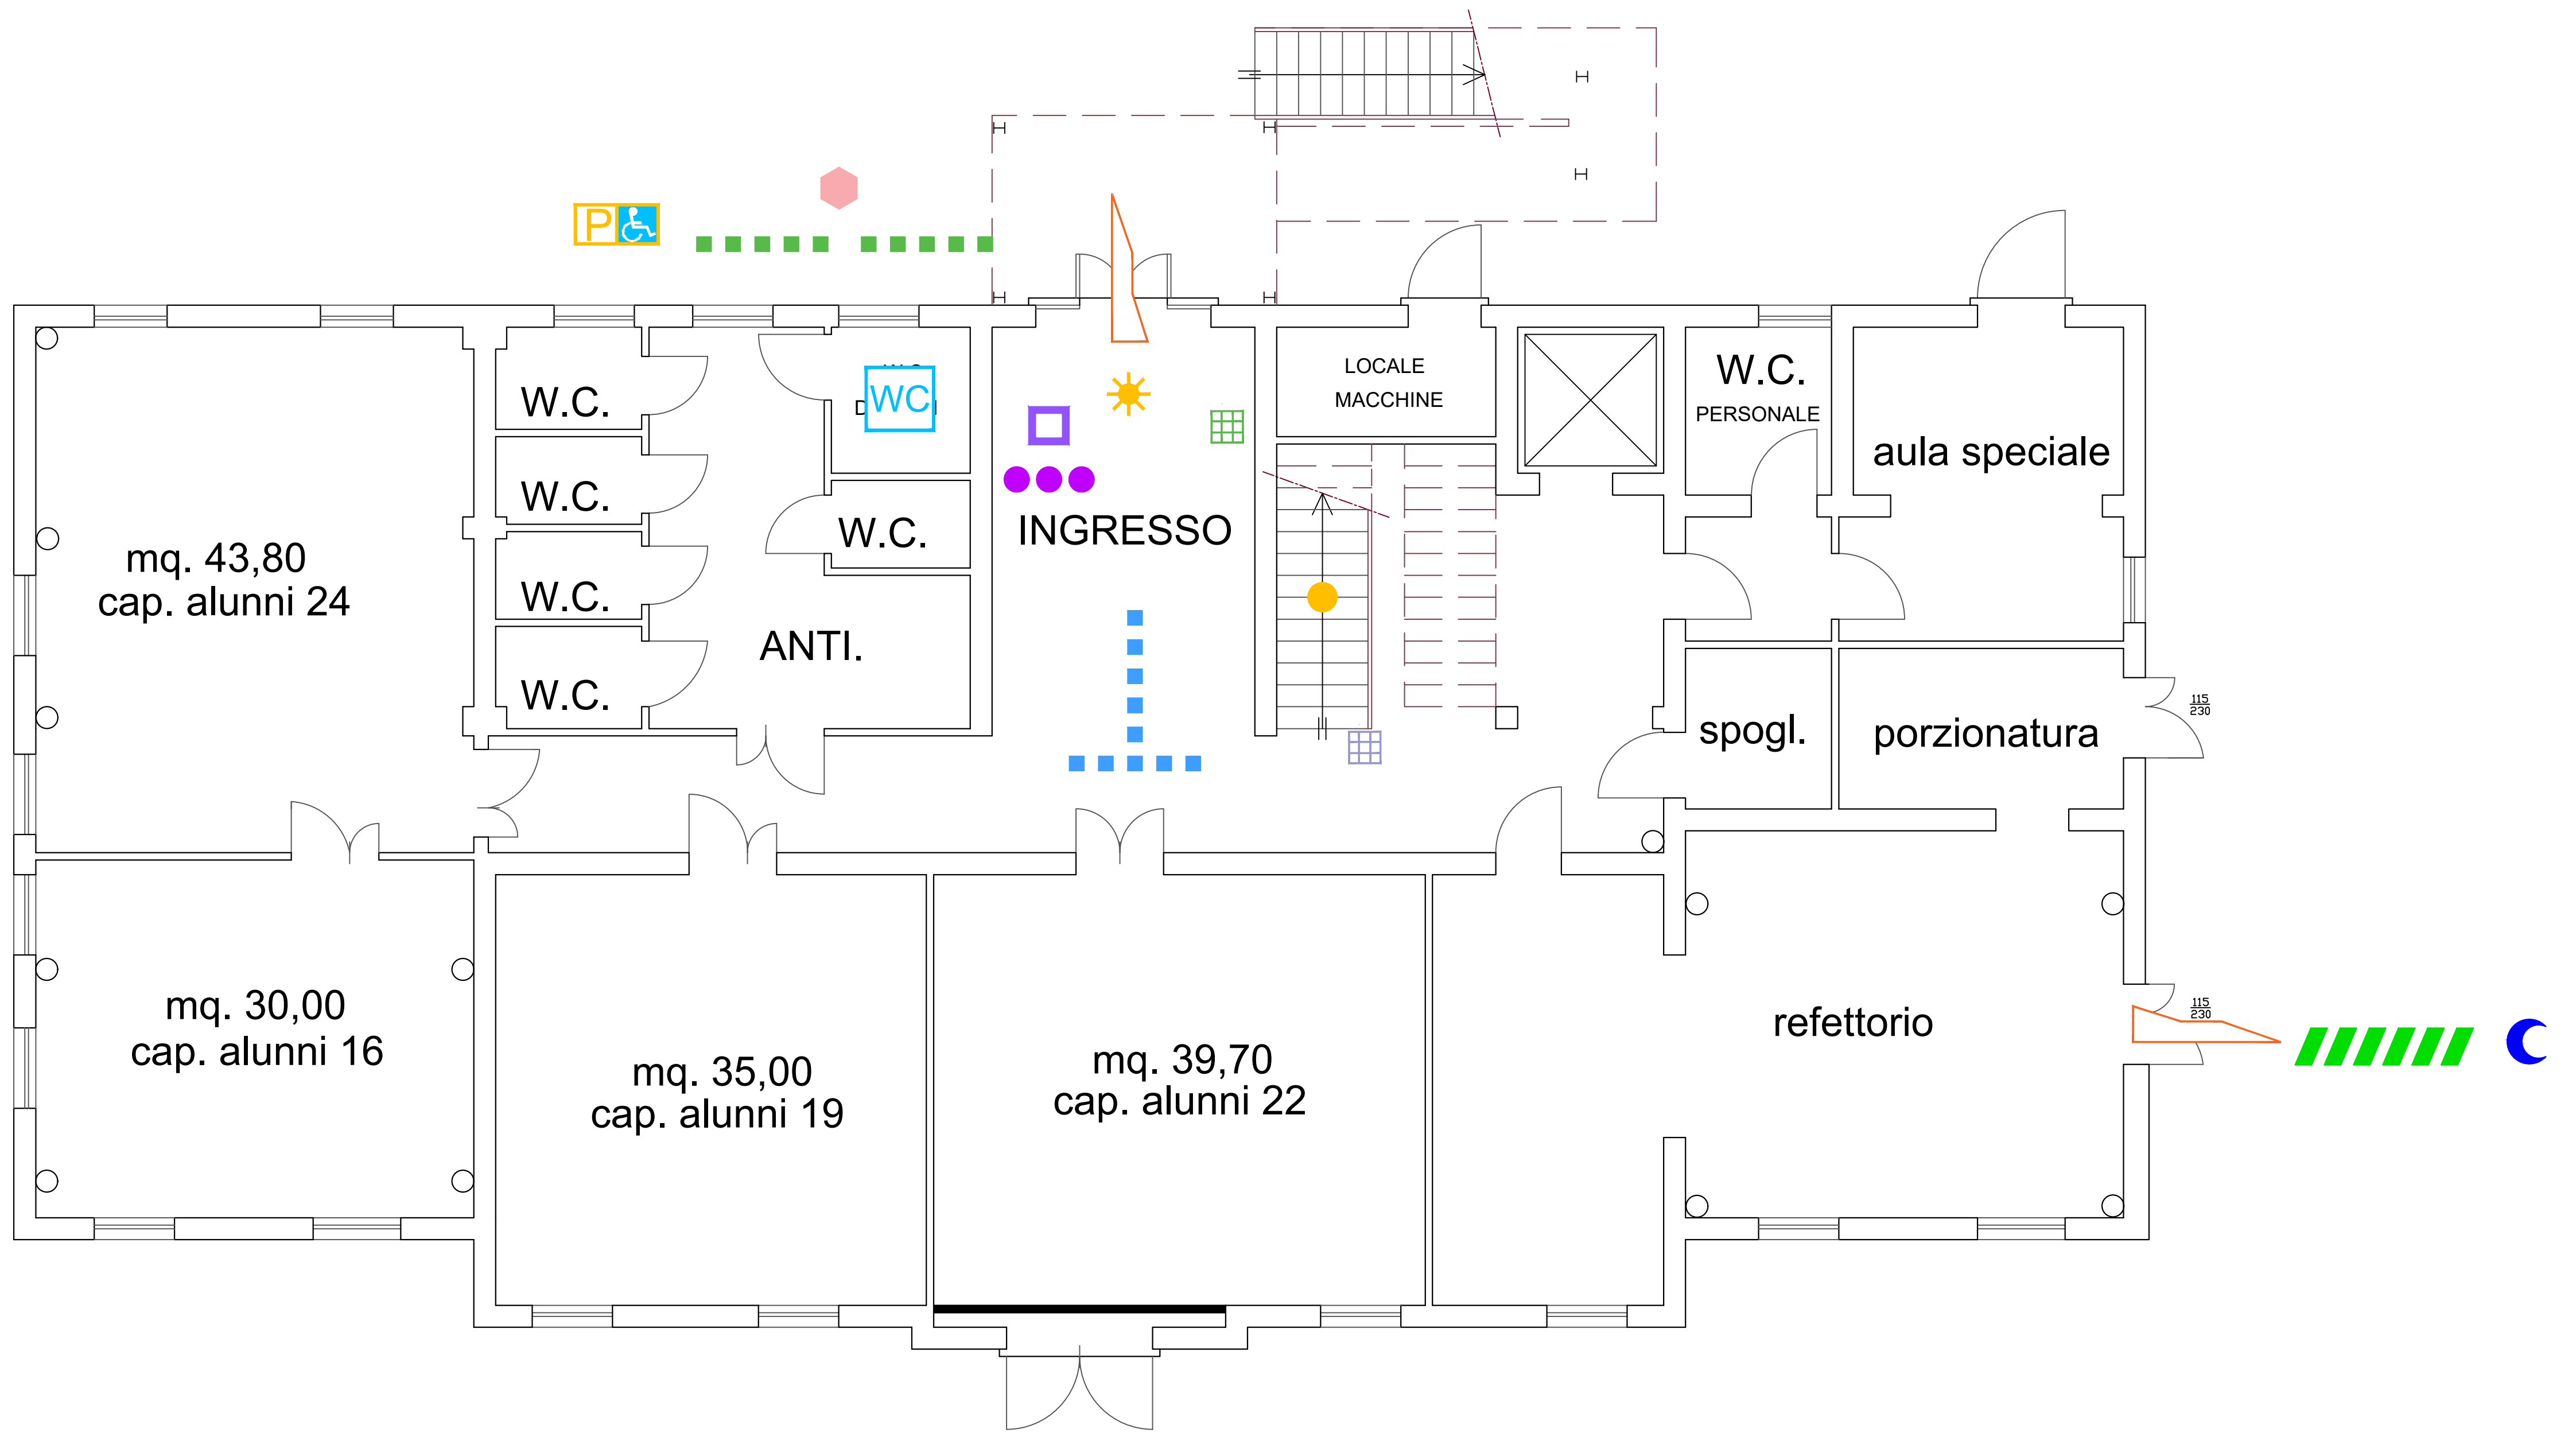 P
LOCALE
MACCHINE
W.C.
PERSONALE
W.C.
WC
aula speciale
W.C.
W.C.
INGRESSO
mq. 43,80
cap. alunni 24
W.C.
ANTI.
W.C.
spogl.
porzionatura
115
230
mq. 30,00
cap. alunni 16
mq. 35,00
cap. alunni 19
mq. 39,70
cap. alunni 22
refettorio
115
230